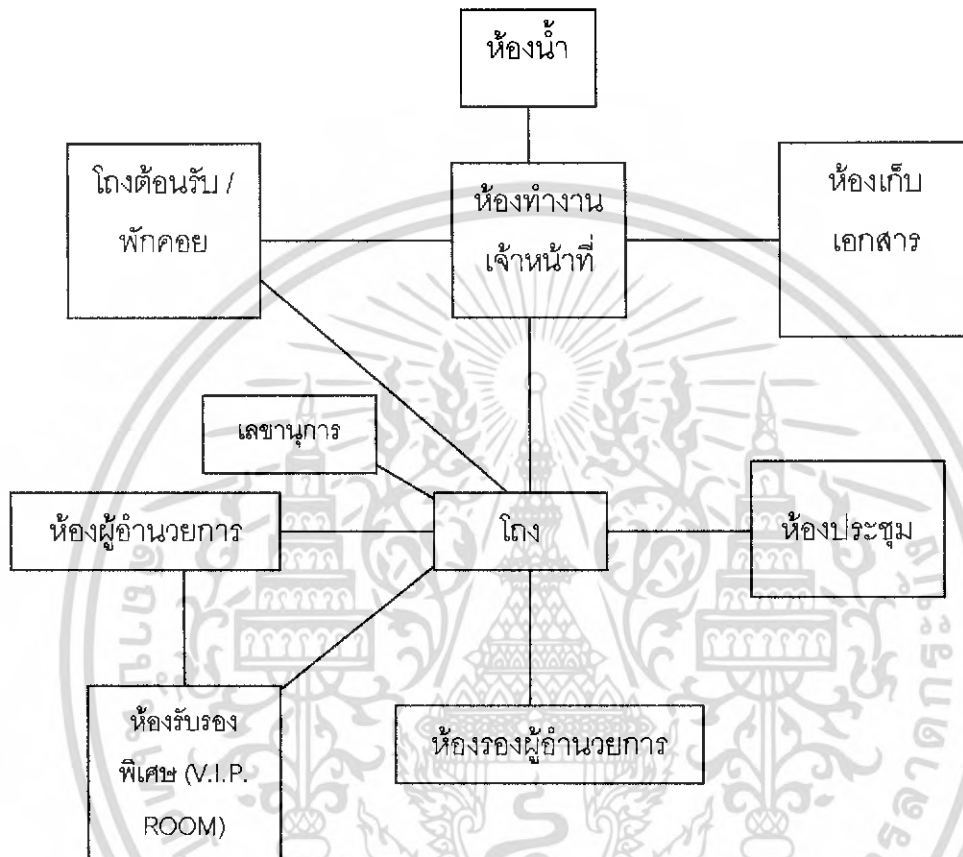 ห้องน้ำ
โถงต้อนรับ /
พักคอย
ห้องทำงาน
เจ้าหน้าที่
ห้องเก็บ
เอกสาร
เลขานุการ
ห้องผู้อำนวยการ
โถง
ห้องประชุม
ห้องรับรอง
พิเศษ (V.I.P.
ROOM)
ห้องรองผู้อำนวยการ